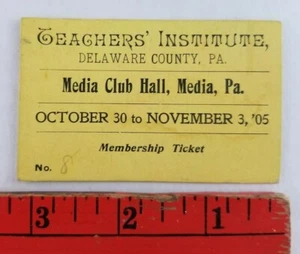 TEACHERS' INSTITUTE,
DELAWARE COUNTY, PA.
Media Club Hall, Media, Pa.
OCTOBER 30 to NOVEMBER 3, '05
Membership Ticket
No. 8
3 2 1